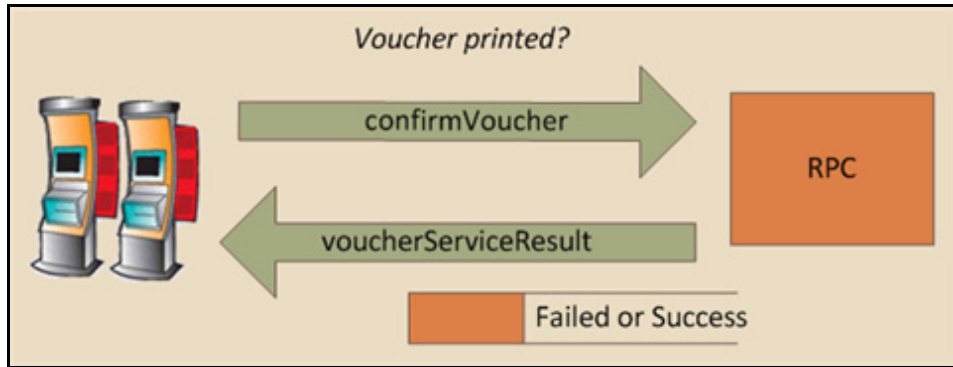 Voucher printed?
confirmVoucher
RPC
voucherServiceResult
Failed or Success